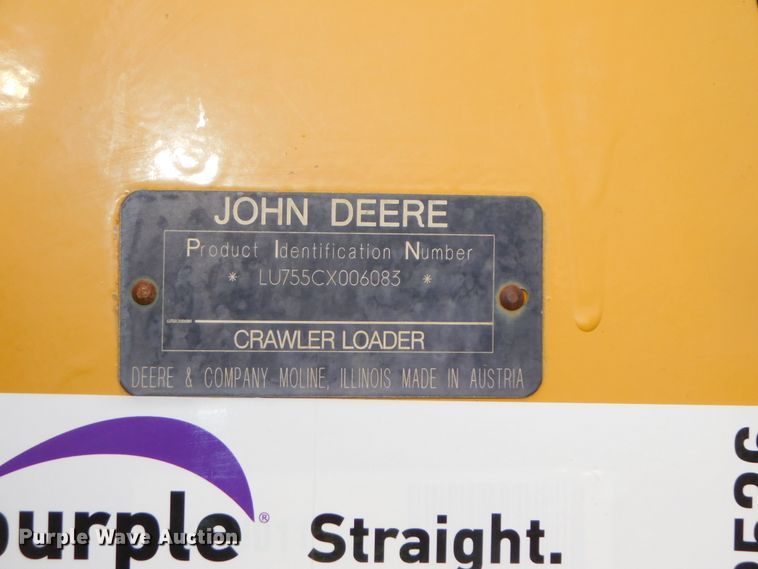 JOHN DEERE
Product Identification Number
* LU755CX006083 *
CRAWLER LOADER
DEERE & COMPANY MOLINE, ILLINOIS MADE IN AUSTRIA
purple® Straight.
Purple Wave Auction